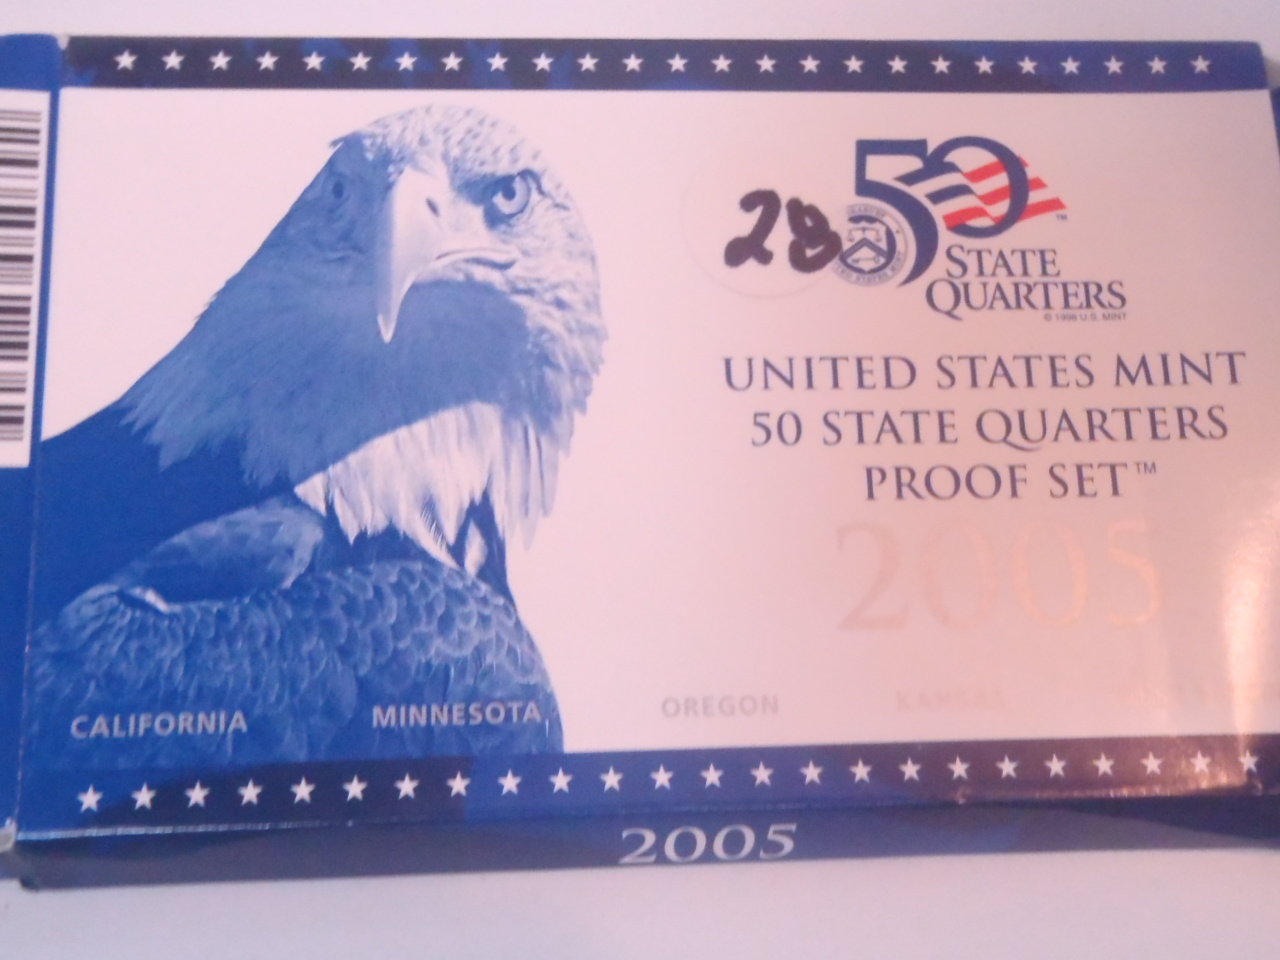 28
50
STATE
QUARTERS
© 1998 U.S. MINT
UNITED STATES MINT
50 STATE QUARTERS
PROOF SET™
2005
CALIFORNIA MINNESOTA OREGON KANSAS
2005